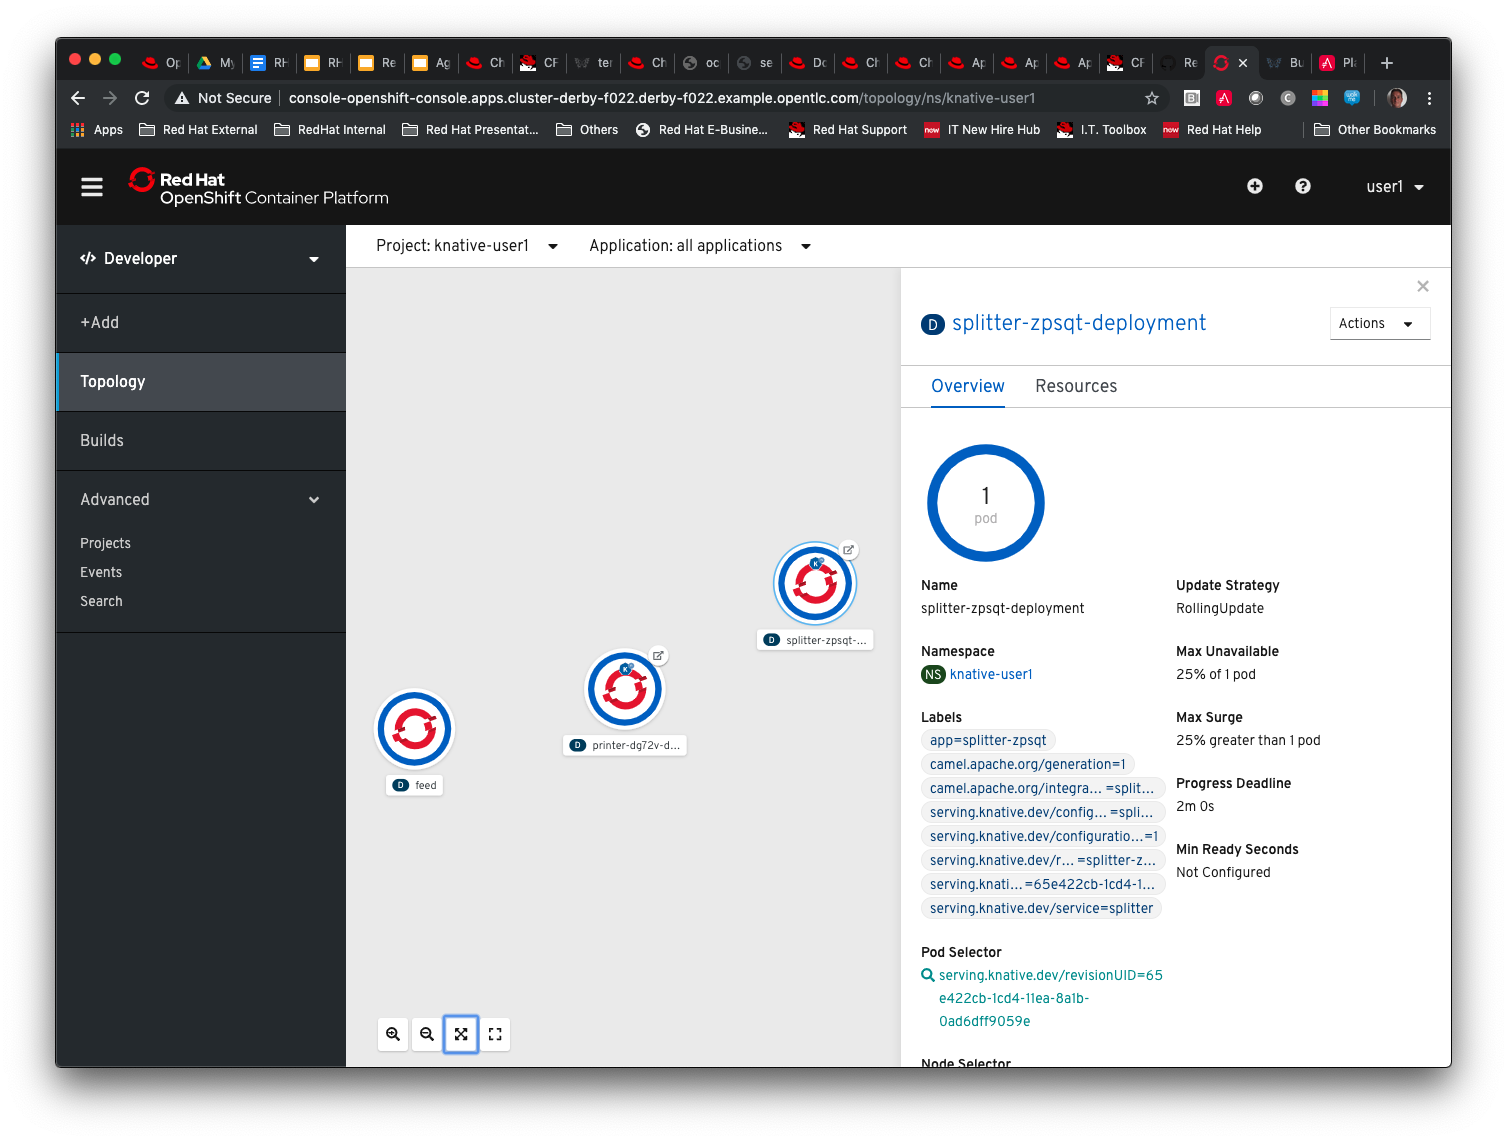 Op
My
RH
RH
Re
Ag
Ch
CF
ter
Ch
oc
se
Do
Ch
Ch
Ap
Ap
Ap
CF
Re
Bu
Pla
Not Secure
console-openshift-console.apps.cluster-derby-f022.derby-f022.example.opentlc.com/topology/ns/knative-user1
Apps
Red Hat External
RedHat Internal
Red Hat Presentat...
Others
Red Hat E-Busine...
Red Hat Support
now
IT New Hire Hub
I.T. Toolbox
now
Red Hat Help
Other Bookmarks
Red Hat
OpenShift Container Platform
user1
</> Developer
Project: knative-user1
Application: all applications
+Add
Topology
Builds
Advanced
Projects
Events
Search
K
D splitter-zpsqt-...
K
D printer-dg72v-d...
D feed
D splitter-zpsqt-deployment
Actions
Overview
Resources
1
pod
Name
splitter-zpsqt-deployment
Update Strategy
RollingUpdate
Namespace
NS knative-user1
Max Unavailable
25% of 1 pod
Labels
app=splitter-zpsqt
camel.apache.org/generation=1
camel.apache.org/integra... =split...
serving.knative.dev/config... =spli...
serving.knative.dev/configuratio...=1
serving.knative.dev/r... =splitter-z...
serving.knati... =65e422cb-1cd4-1...
serving.knative.dev/service=splitter
Max Surge
25% greater than 1 pod
Progress Deadline
2m 0s
Min Ready Seconds
Not Configured
Pod Selector
serving.knative.dev/revisionUID=65
e422cb-1cd4-11ea-8a1b-
0ad6dff9059e
Node Selector